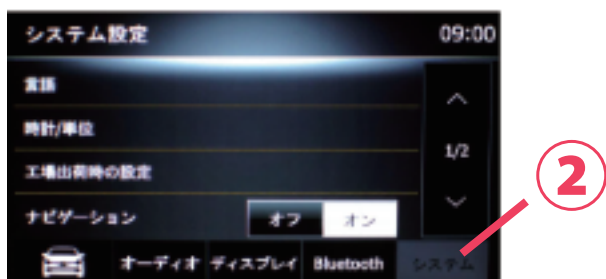 システム設定 09:00
言語
時計/単位
1/2
工場出荷時の設定
ナビゲーション オフ オン
オーディオ ディスプレイ Bluetooth システム
2